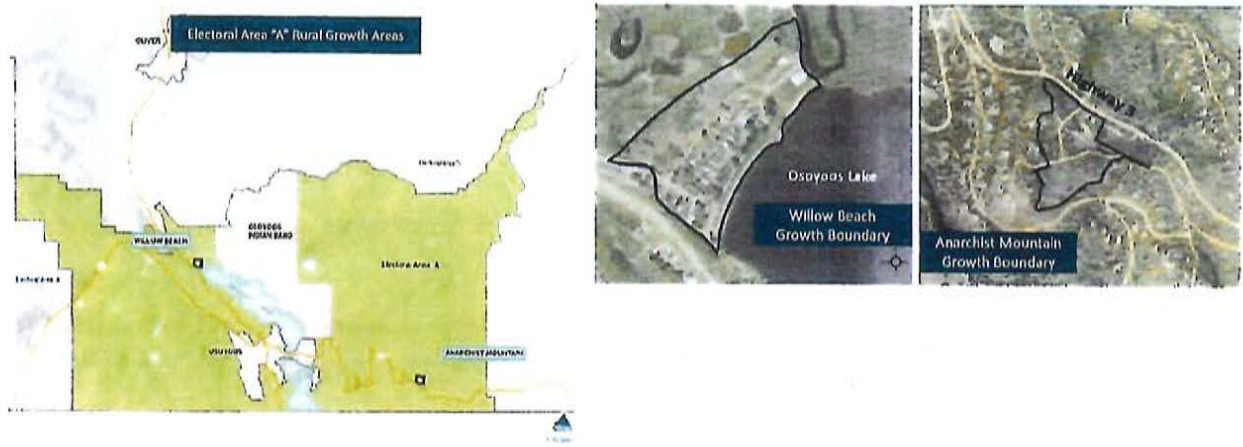 Electoral Area "A" Rural Growth Areas
OLIVER
OSOYOOS
INDIAN BAND
WILLOW BEACH
Electoral Area A
OSOYOOS
ANARCHIST MOUNTAIN
Osoyoos Lake
Willow Beach
Growth Boundary
Highway 3
Anarchist Mountain
Growth Boundary